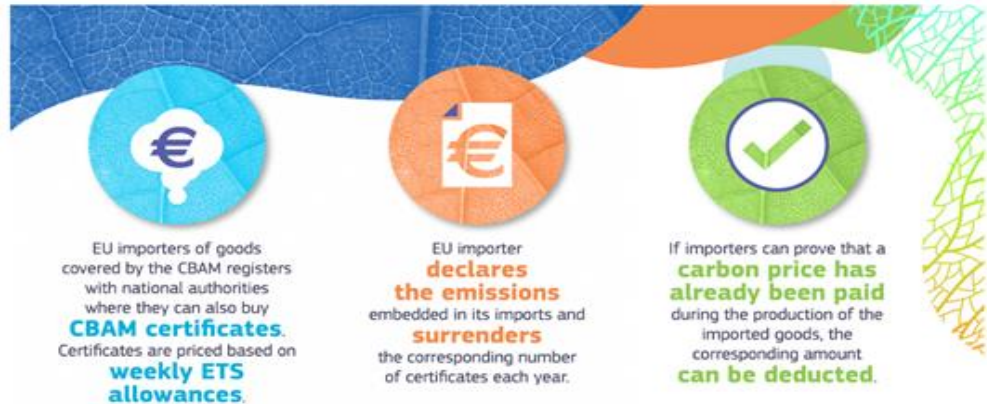 €
EU importers of goods
covered by the CBAM registers
with national authorities
where they can also buy
CBAM certificates.
Certificates are priced based on
weekly ETS
allowances.
€
EU importer
declares
the emissions
embedded in its imports and
surrenders
the corresponding number
of certificates each year.
If importers can prove that a
carbon price has
already been paid
during the production of the
imported goods, the
corresponding amount
can be deducted.